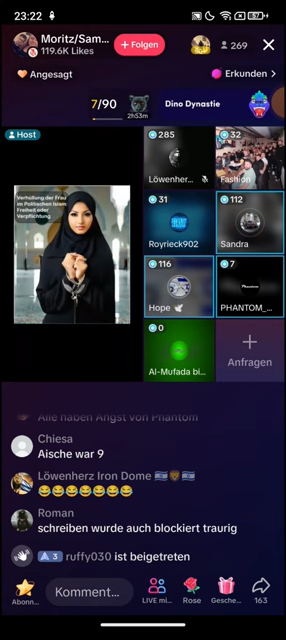 23:22
57
Moritz/Sam...
119.6K Likes
+ Folgen
269
Angesagt
Erkunden >
7/90
2h53m
Dino Dynastie
Host
Verhüllung der Frau
im Politischen Islam
Freiheit oder
Verpflichtung
285
Löwenher...
32
Fashion
31
Royrieck902
112
Sandra
116
Hope 🕊
7
PHANTOM_...
0
Al-Mufada bi...
+
Anfragen
Alle haben Angst von Phantom
Chiesa
Aische war 9
Löwenherz Iron Dome 🇮🇱🦁🇮🇱
😂😂😂😂😂😂😂
Roman
schreiben wurde auch blockiert traurig
3 ruffy030 ist beigetreten
Abonn...
Komment...
LIVE mi...
Rose
Gesche...
163